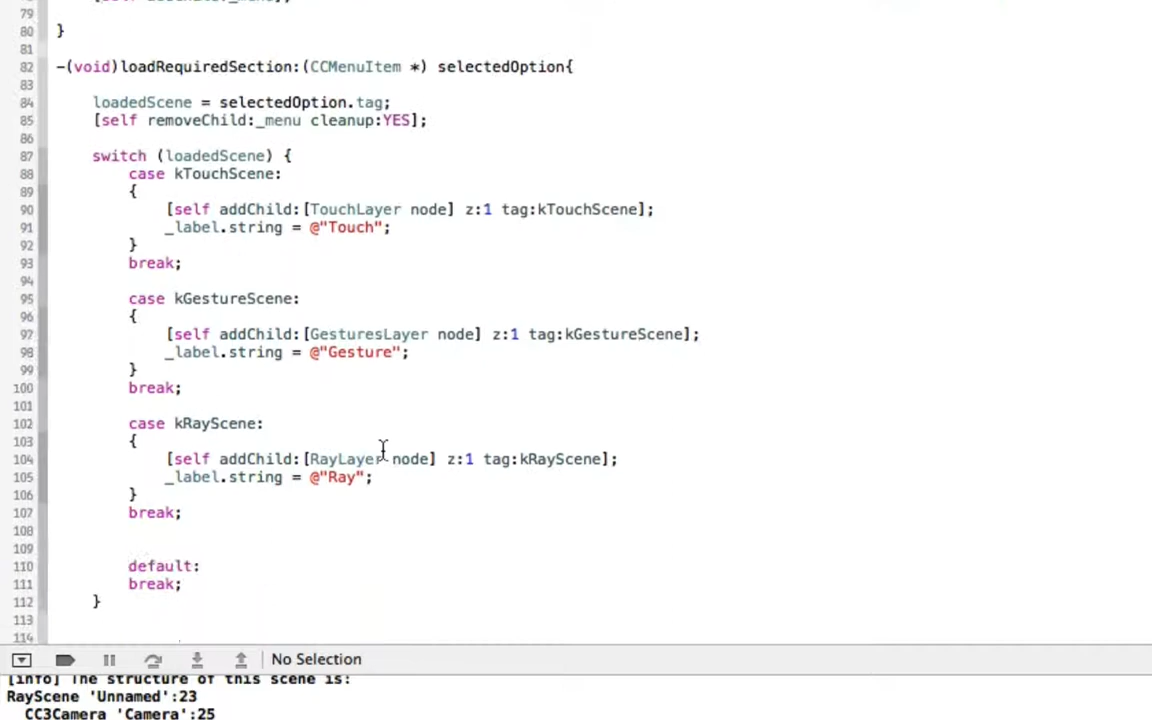 79
80 }
81
82 -(void)loadRequiredSection:(CCMenuItem *) selectedOption{
83
84 loadedScene = selectedOption.tag;
85 [self removeChild:_menu cleanup:YES];
86
87 switch (loadedScene) {
88 case kTouchScene:
89 {
90 [self addChild:[TouchLayer node] z:1 tag:kTouchScene];
91 _label.string = @"Touch";
92 }
93 break;
94
95 case kGestureScene:
96 {
97 [self addChild:[GesturesLayer node] z:1 tag:kGestureScene];
98 _label.string = @"Gesture";
99 }
100 break;
101
102 case kRayScene:
103 {
104 [self addChild:[RayLayer node] z:1 tag:kRayScene];
105 _label.string = @"Ray";
106 }
107 break;
108
109
110 default:
111 break;
112 }
113
114
No Selection
[info] The structure of this scene is:
RayScene 'Unnamed':23
CC3Camera 'Camera':25